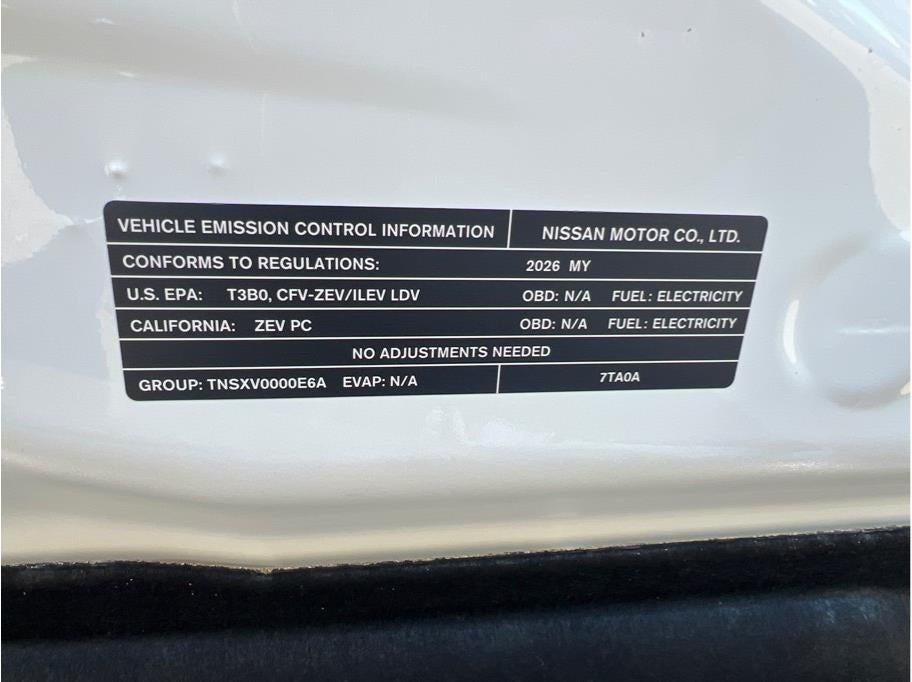 VEHICLE EMISSION CONTROL INFORMATION NISSAN MOTOR CO., LTD.
CONFORMS TO REGULATIONS: 2026 MY
U.S. EPA: T3B0, CFV-ZEV/ILEV LDV OBD: N/A FUEL: ELECTRICITY
CALIFORNIA: ZEV PC OBD: N/A FUEL: ELECTRICITY
NO ADJUSTMENTS NEEDED
GROUP: TNSXV0000E6A EVAP: N/A 7TA0A